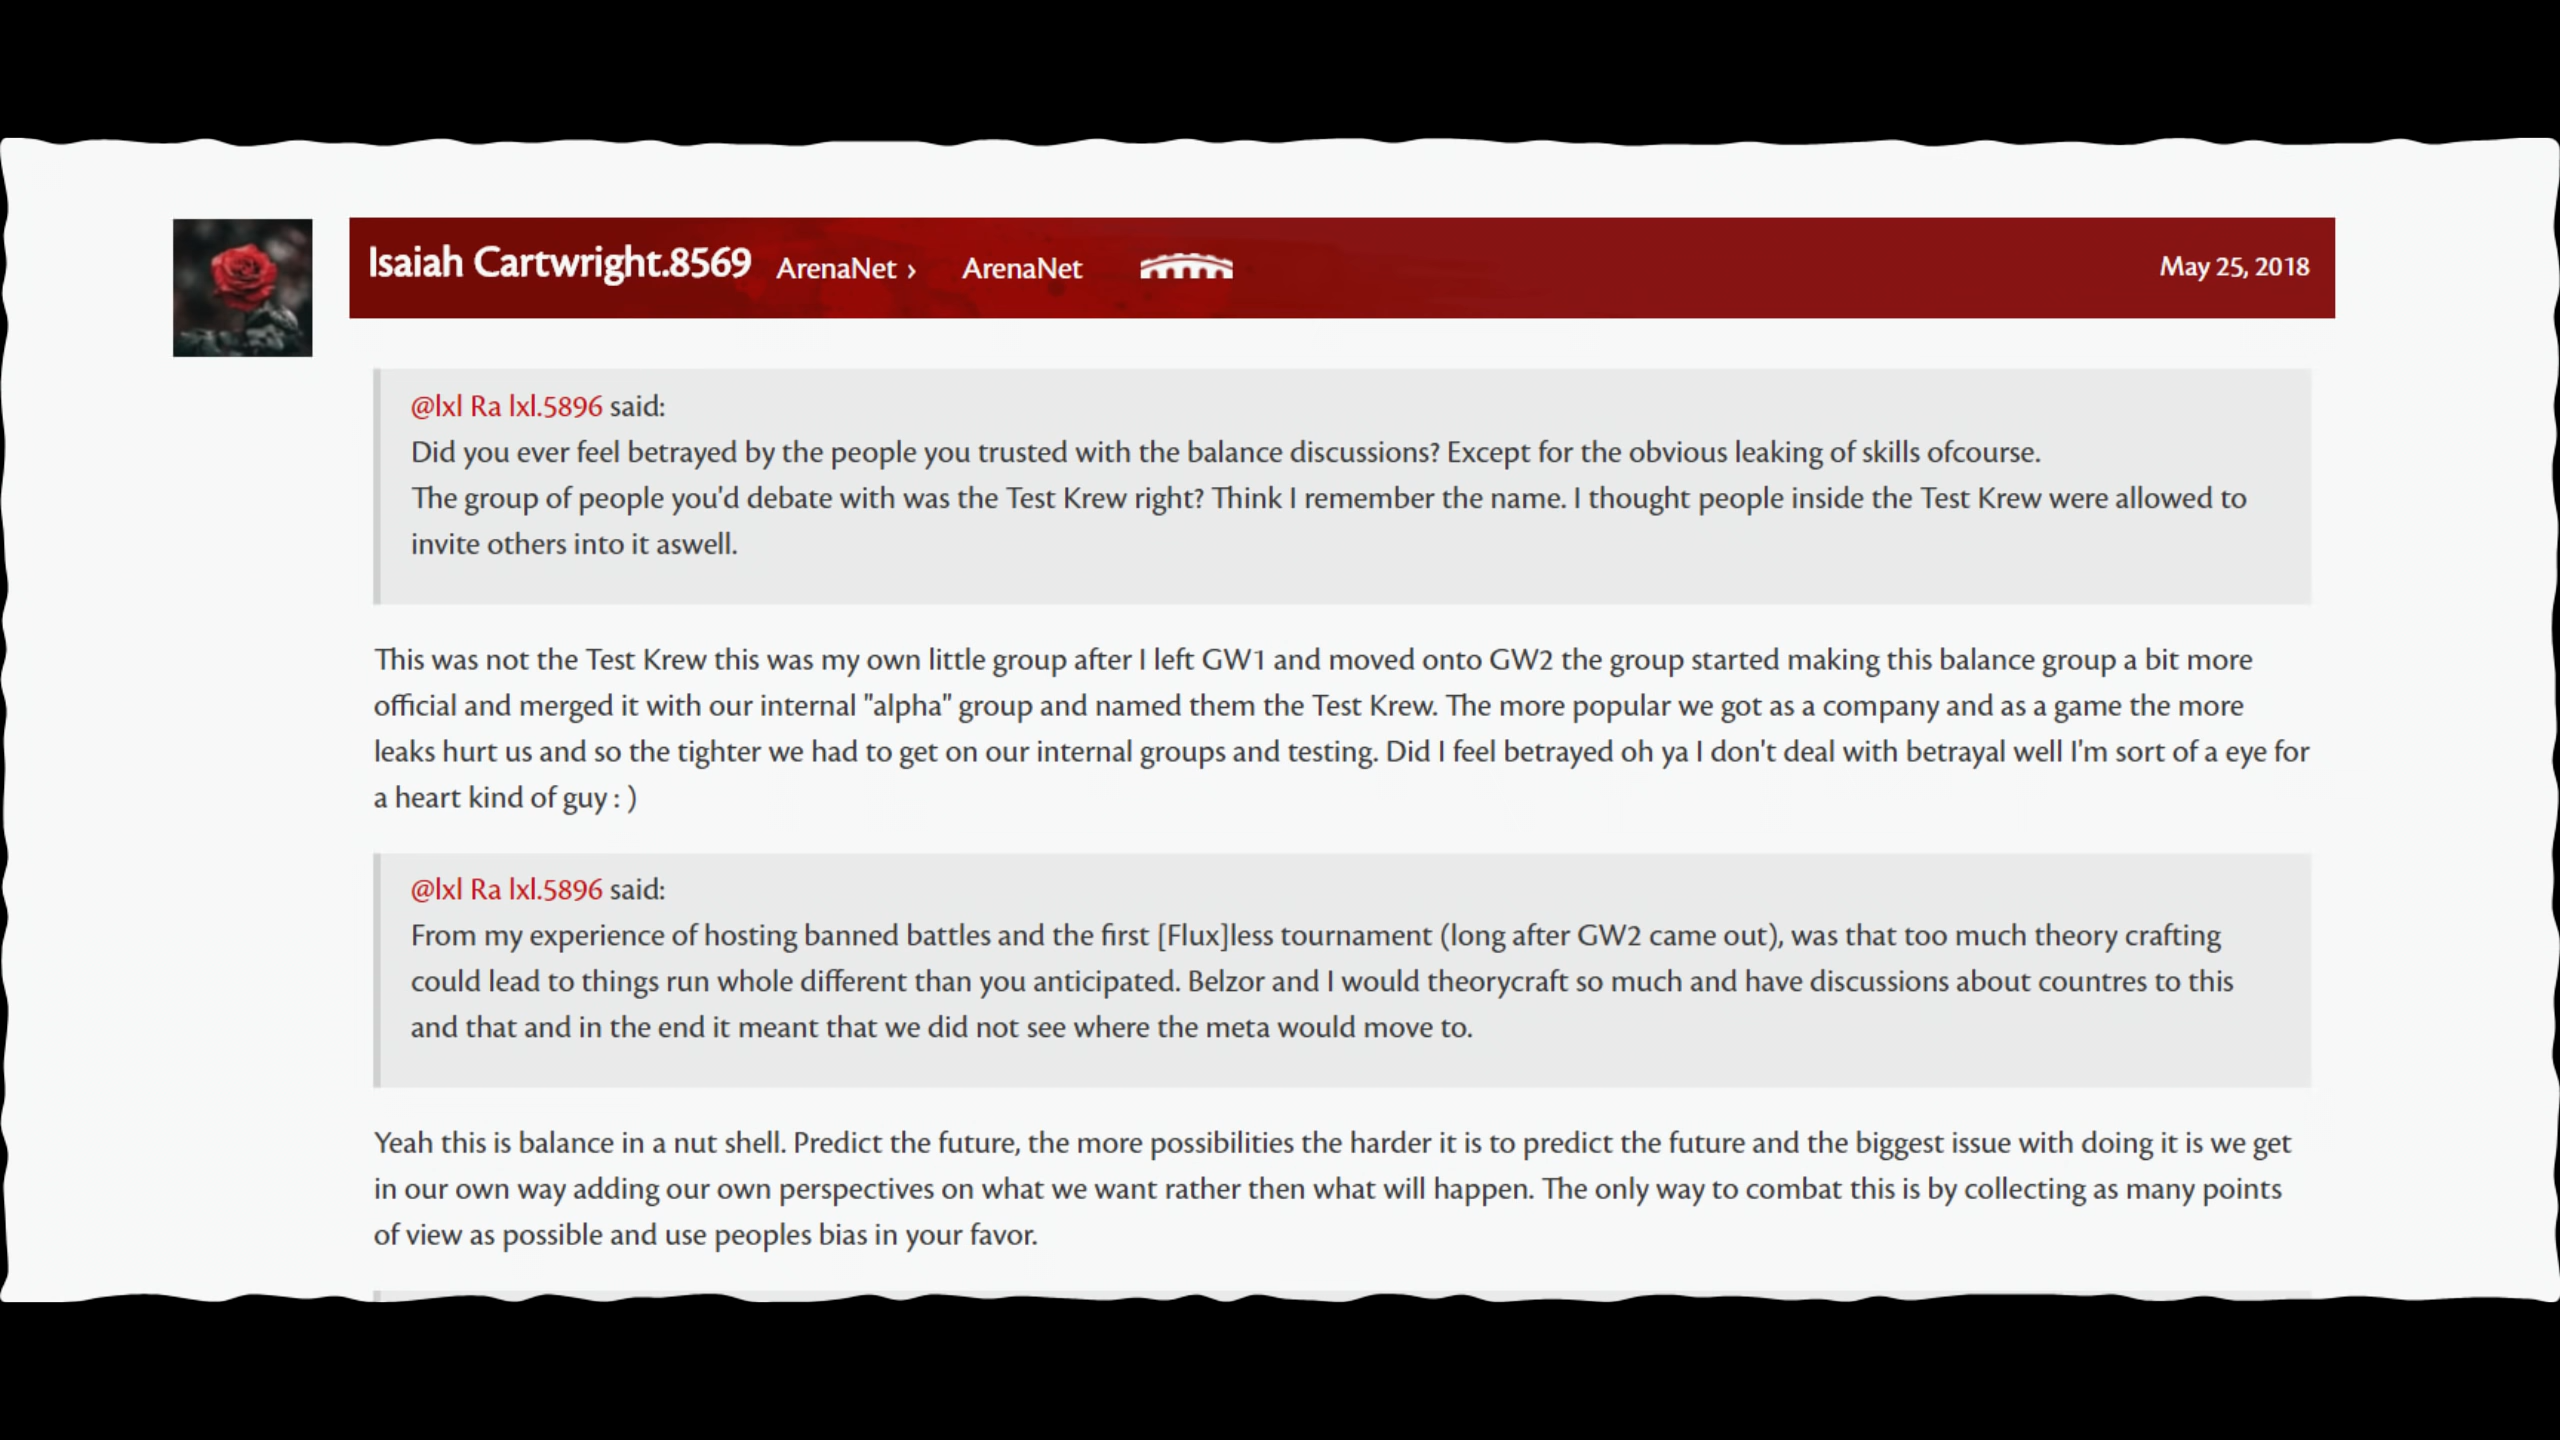 Isaiah Cartwright.8569 ArenaNet › ArenaNet May 25, 2018
@lxl Ra lxl.5896 said:
Did you ever feel betrayed by the people you trusted with the balance discussions? Except for the obvious leaking of skills ofcourse.
The group of people you'd debate with was the Test Krew right? Think I remember the name. I thought people inside the Test Krew were allowed to
invite others into it aswell.
This was not the Test Krew this was my own little group after I left GW1 and moved onto GW2 the group started making this balance group a bit more
official and merged it with our internal "alpha" group and named them the Test Krew. The more popular we got as a company and as a game the more
leaks hurt us and so the tighter we had to get on our internal groups and testing. Did I feel betrayed oh ya I don't deal with betrayal well I'm sort of a eye for
a heart kind of guy : )
@lxl Ra lxl.5896 said:
From my experience of hosting banned battles and the first [Flux]less tournament (long after GW2 came out), was that too much theory crafting
could lead to things run whole different than you anticipated. Belzor and I would theorycraft so much and have discussions about countres to this
and that and in the end it meant that we did not see where the meta would move to.
Yeah this is balance in a nut shell. Predict the future, the more possibilities the harder it is to predict the future and the biggest issue with doing it is we get
in our own way adding our own perspectives on what we want rather then what will happen. The only way to combat this is by collecting as many points
of view as possible and use peoples bias in your favor.